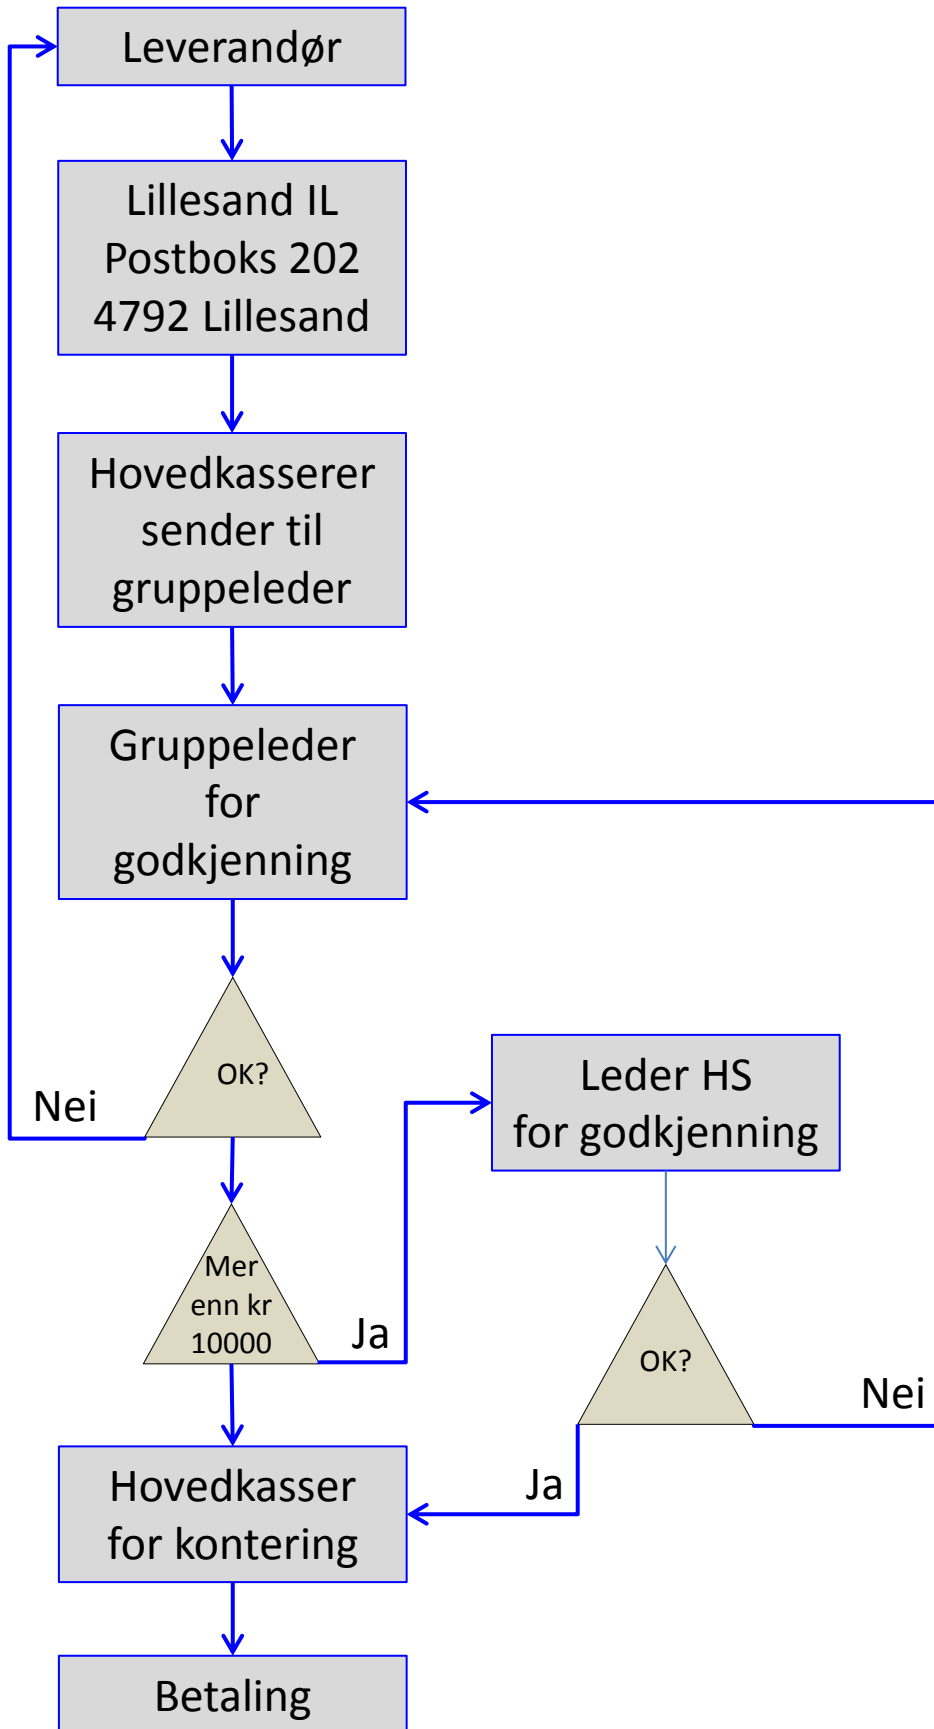 Leverandør
Lillesand IL
Postboks 202
4792 Lillesand
Hovedkasserer
sender til
gruppeleder
Gruppeleder
for
godkjenning
OK?
Nei
Leder HS
for godkjenning
Mer
enn kr
10000
Ja
OK?
Nei
Ja
Hovedkasser
for kontering
Betaling